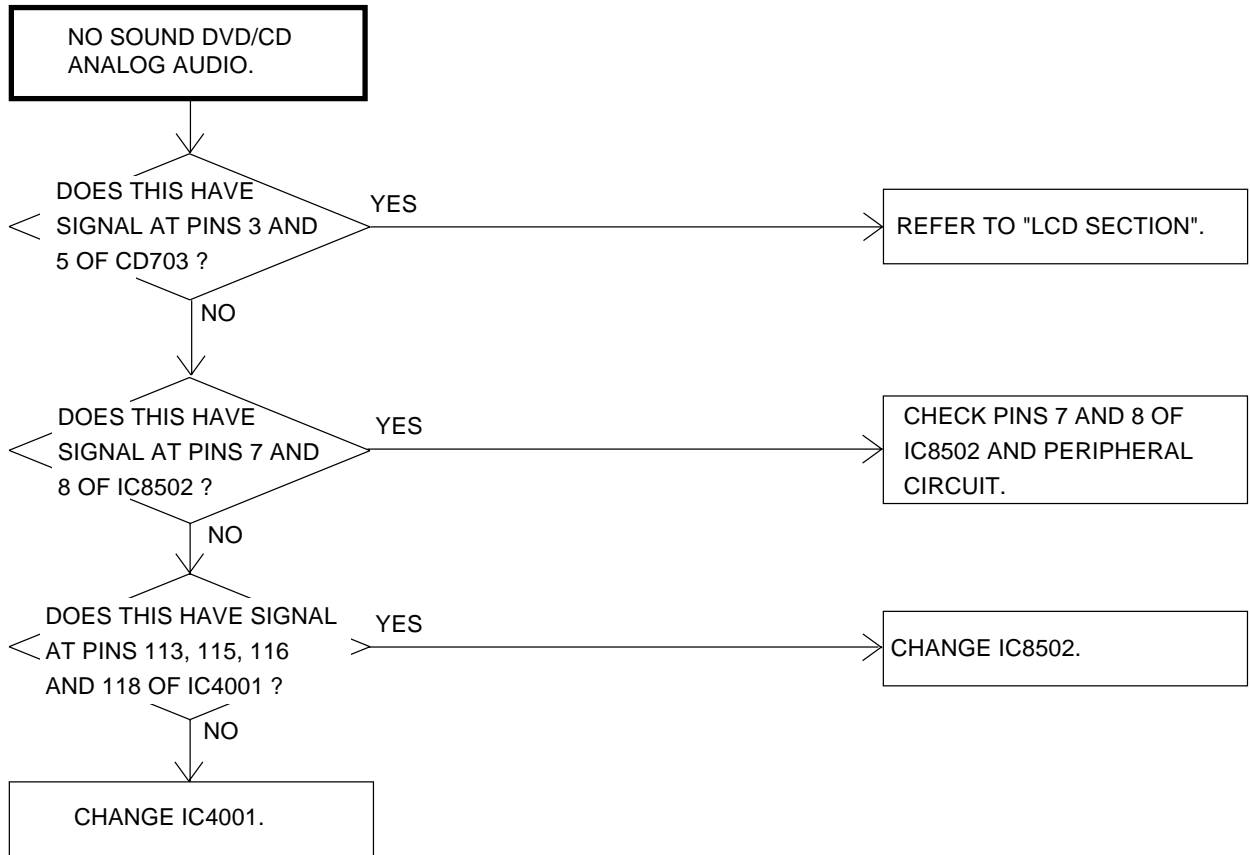 NO SOUND DVD/CD
ANALOG AUDIO.
DOES THIS HAVE
SIGNAL AT PINS 3 AND
5 OF CD703 ?
YES
REFER TO "LCD SECTION".
NO
DOES THIS HAVE
SIGNAL AT PINS 7 AND
8 OF IC8502 ?
YES
CHECK PINS 7 AND 8 OF
IC8502 AND PERIPHERAL
CIRCUIT.
NO
DOES THIS HAVE SIGNAL
AT PINS 113, 115, 116
AND 118 OF IC4001 ?
YES
CHANGE IC8502.
NO
CHANGE IC4001.